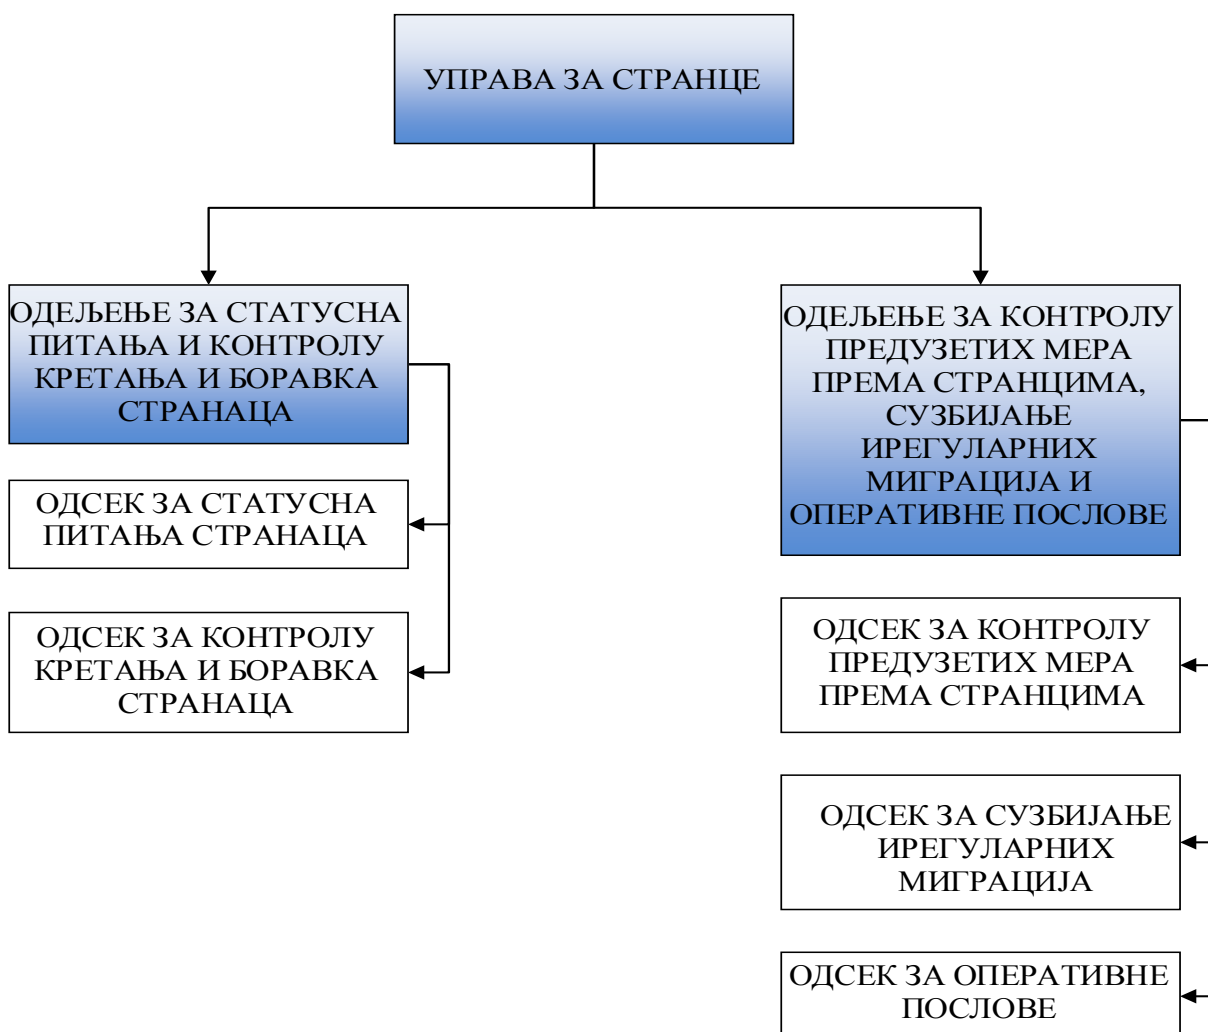 УПРАВА ЗА СТРАНЦЕ
ОДЕЉЕЊЕ ЗА СТАТУСНА
ПИТАЊА И КОНТРОЛУ
КРЕТАЊА И БОРАВКА
СТРАНАЦА
ОДСЕК ЗА СТАТУСНА
ПИТАЊА СТРАНАЦА
ОДСЕК ЗА КОНТРОЛУ
КРЕТАЊА И БОРАВКА
СТРАНАЦА
ОДЕЉЕЊЕ ЗА КОНТРОЛУ
ПРЕДУЗЕТИХ МЕРА
ПРЕМА СТРАНЦИМА,
СУЗБИЈАЊЕ
ИРЕГУЛАРНИХ
МИГРАЦИЈА И
ОПЕРАТИВНЕ ПОСЛОВЕ
ОДСЕК ЗА КОНТРОЛУ
ПРЕДУЗЕТИХ МЕРА
ПРЕМА СТРАНЦИМА
ОДСЕК ЗА СУЗБИЈАЊЕ
ИРЕГУЛАРНИХ
МИГРАЦИЈА
ОДСЕК ЗА ОПЕРАТИВНЕ
ПОСЛОВЕ